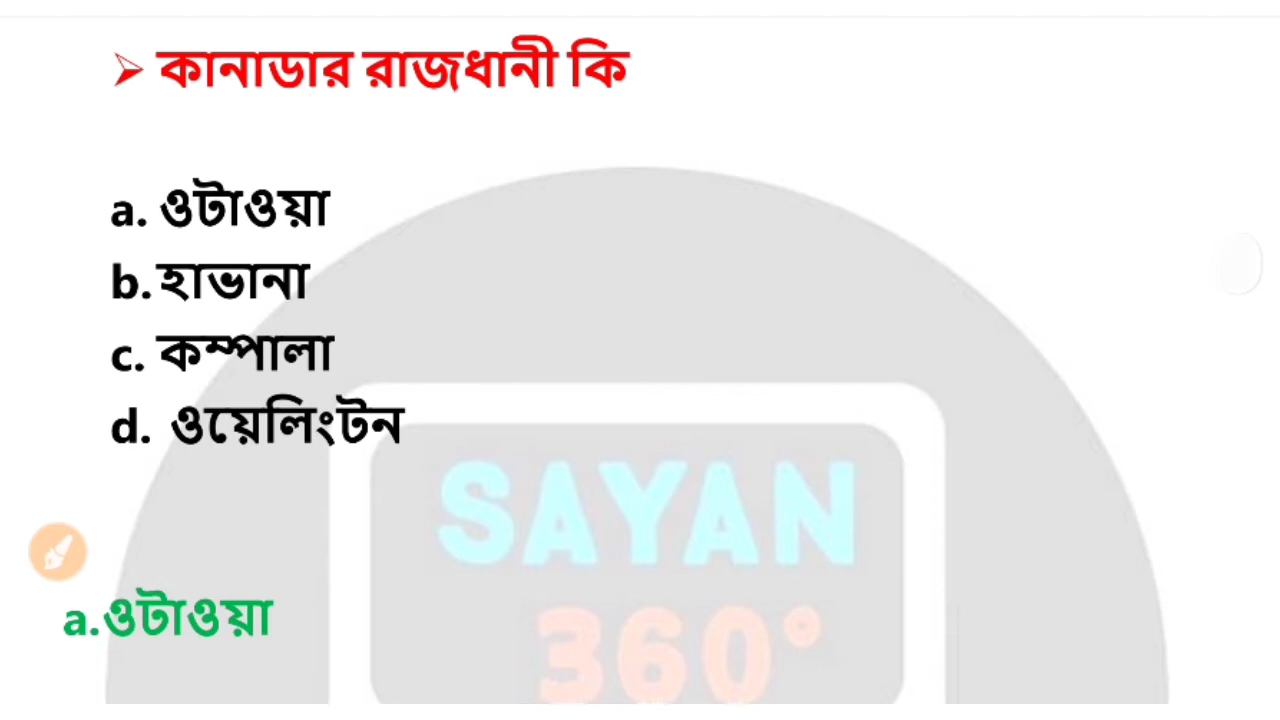 ➢ কানাডার রাজধানী কি
a. ওটাওয়া
b. হাভানা
c. কম্পালা
d. ওয়েলিংটন
SAYAN
360°
a.ওটাওয়া